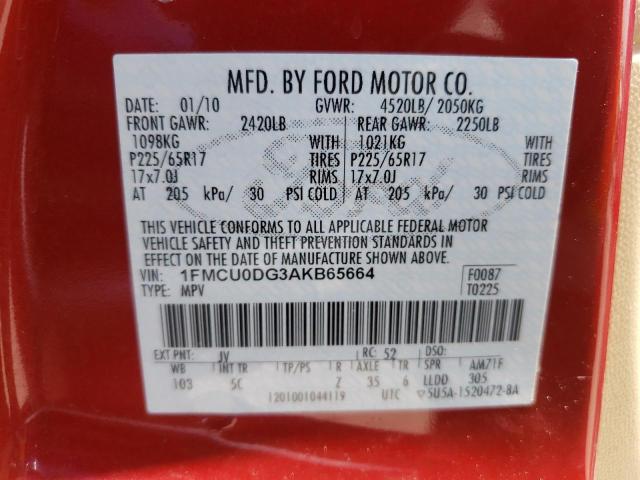 MFD. BY FORD MOTOR CO.
DATE: 01/10 GVWR: 4520LB/ 2050KG
FRONT GAWR: 2420LB REAR GAWR: 2250LB
1098KG WITH 1021KG WITH
P225/65R17 TIRES P225/65R17 TIRES
17x7.0J RIMS 17x7.0J RIMS
AT 205 kPa/ 30 PSI COLD AT 205 kPa/ 30 PSI COLD
THIS VEHICLE CONFORMS TO ALL APPLICABLE FEDERAL MOTOR
VEHICLE SAFETY AND THEFT PREVENTION STANDARDS IN
EFFECT ON THE DATE OF MANUFACTURE SHOWN ABOVE.
VIN: 1FMCU0DG3AKB65664 F0087
TYPE: MPV T0225
EXT PNT: JV RC: 52 DSO:
WB INT TR TP/PS R AXLE TR SPR AM71F
103 5C Z 35 6 LLDD 305
1201001044119 UTC ▽5U5A-1520472-BA